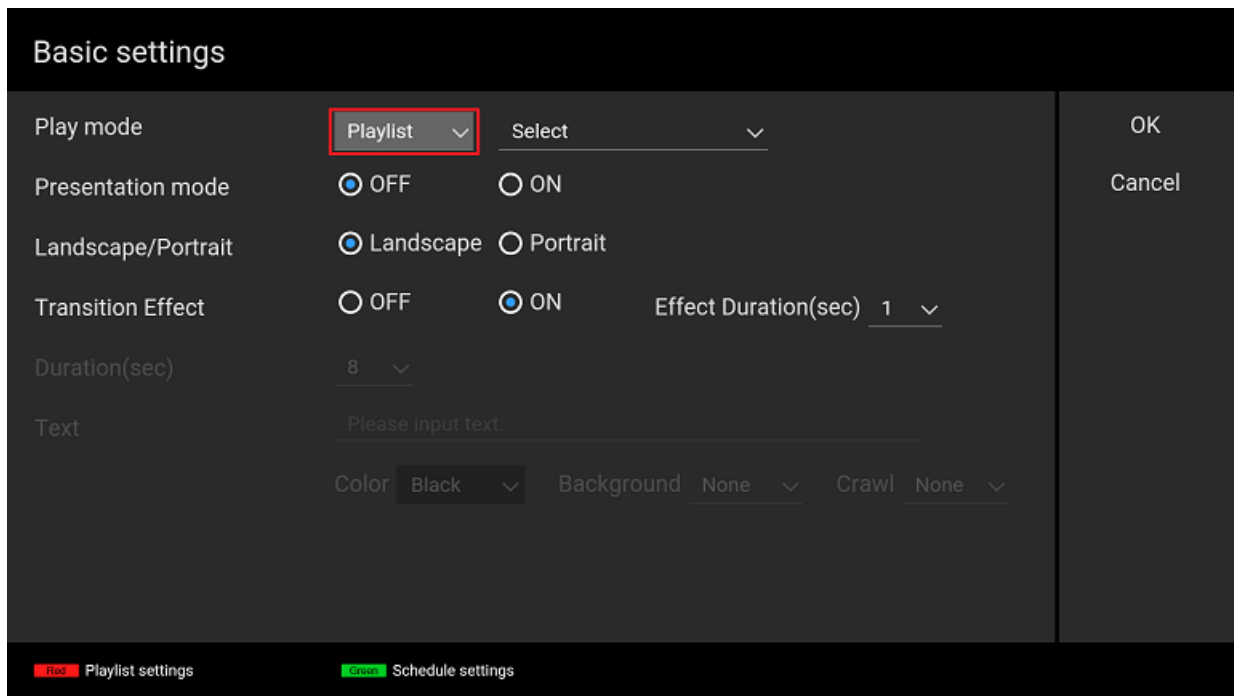 Basic settings
Play mode Playlist Select OK
Presentation mode OFF ON Cancel
Landscape/Portrait Landscape Portrait
Transition Effect OFF ON Effect Duration(sec) 1
Duration(sec) 8
Text Please input text.
Color Black Background None Crawl None
Red Playlist settings Green Schedule settings